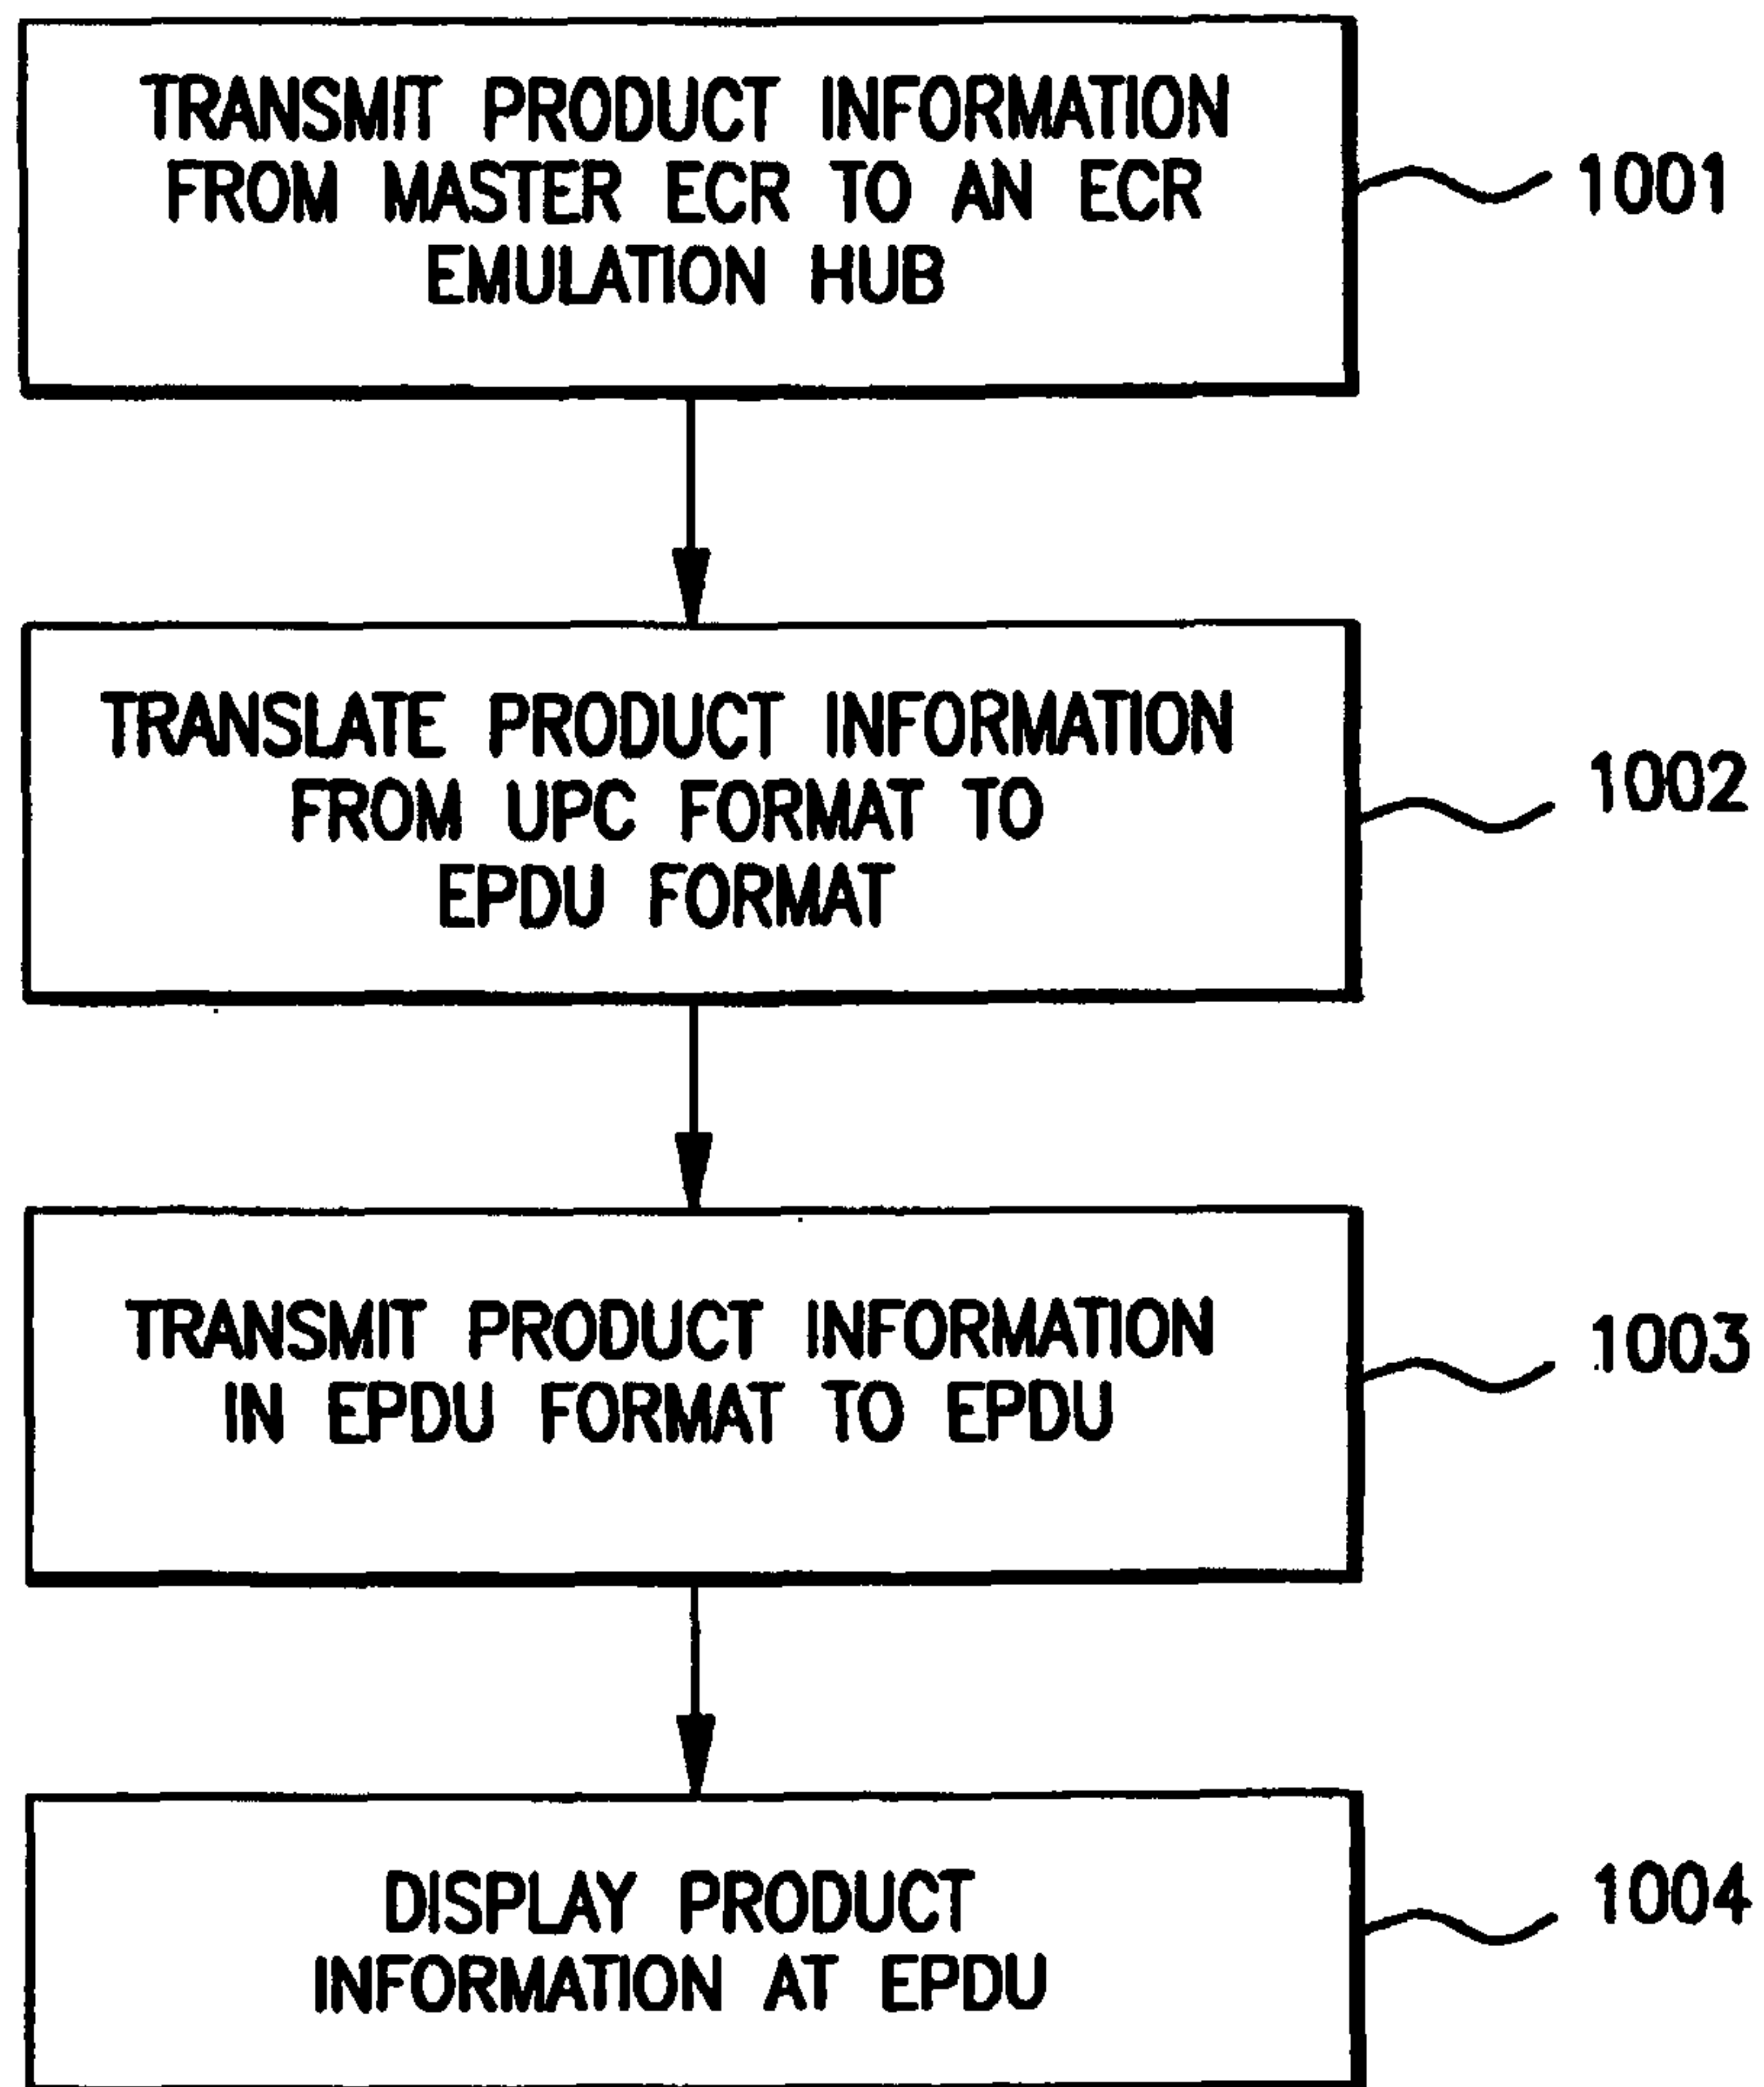 TRANSMIT PRODUCT INFORMATION
FROM MASTER ECR TO AN ECR
EMULATION HUB
1001
TRANSLATE PRODUCT INFORMATION
FROM UPC FORMAT TO
EPDU FORMAT
1002
TRANSMIT PRODUCT INFORMATION
IN EPDU FORMAT TO EPDU
1003
DISPLAY PRODUCT
INFORMATION AT EPDU
1004